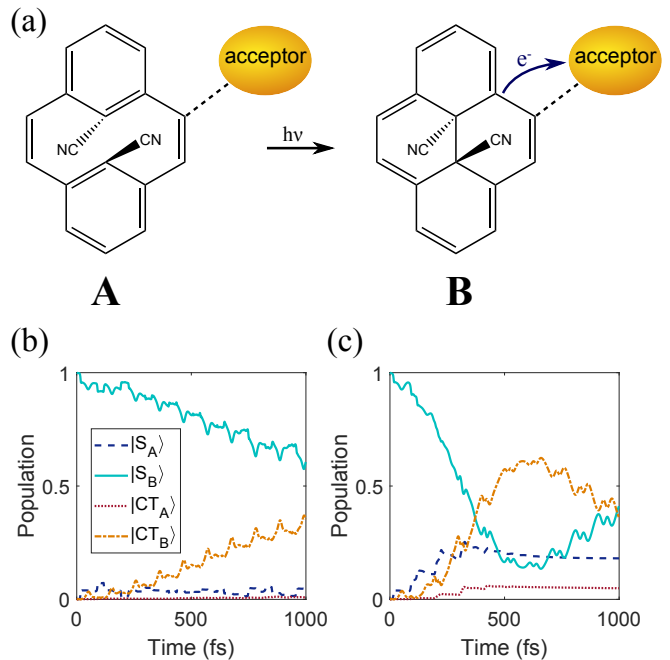 (a)
acceptor
acceptor
e⁻
NC
CN
hν
NC
CN
A
B
(b)
(c)
1
0.5
0
Population
|S_A⟩
|S_B⟩
|CT_A⟩
|CT_B⟩
0
500
1000
Time (fs)
1
0.5
0
Population
0
500
1000
Time (fs)